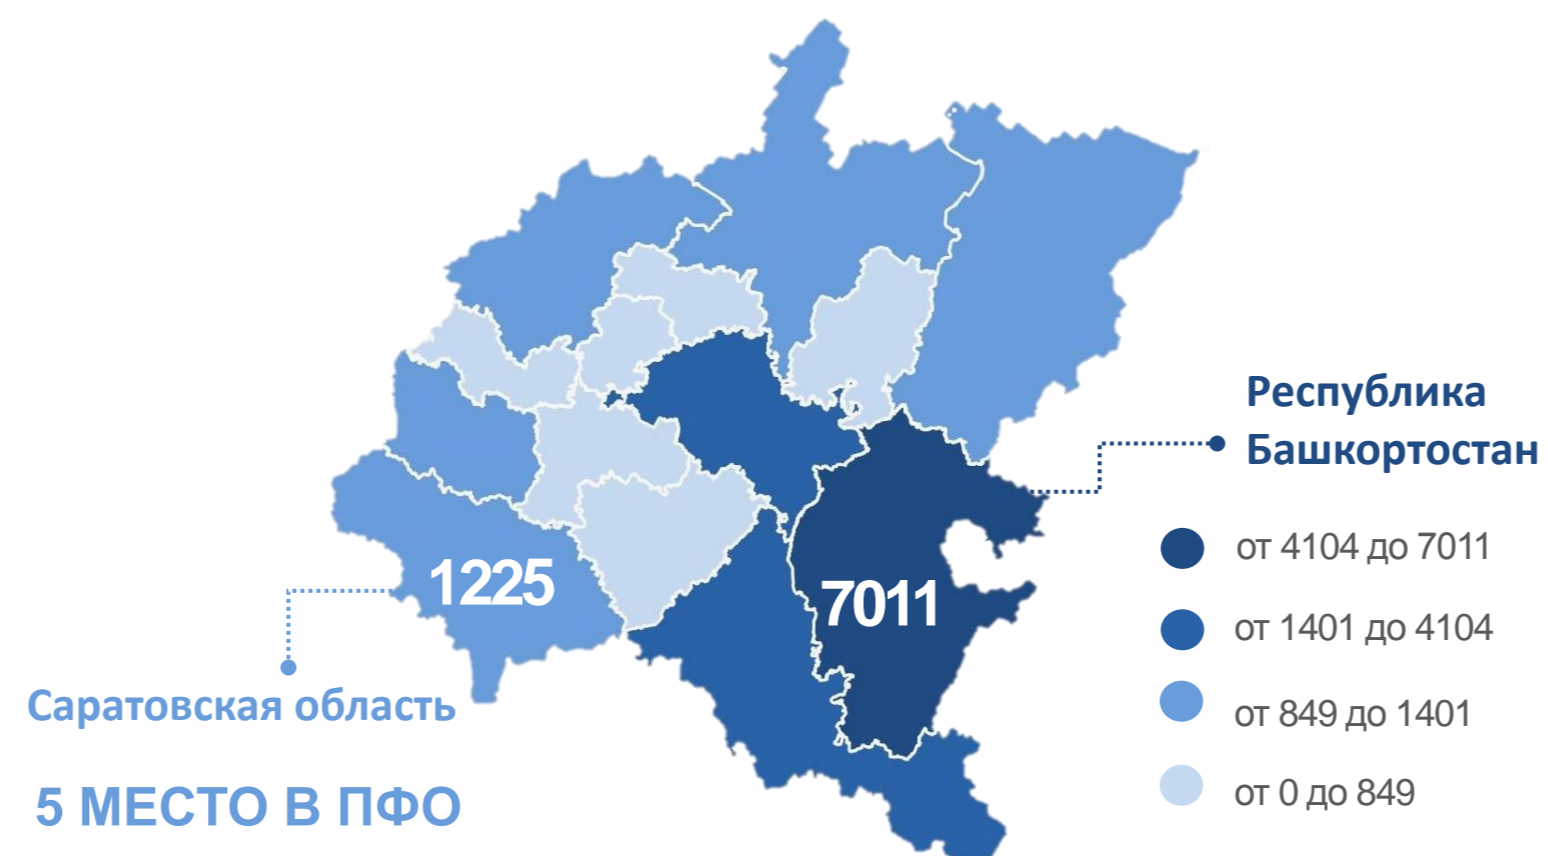 Республика
Башкортостан
1225
7011
от 4104 до 7011
от 1401 до 4104
от 849 до 1401
от 0 до 849
Саратовская область
5 МЕСТО В ПФО